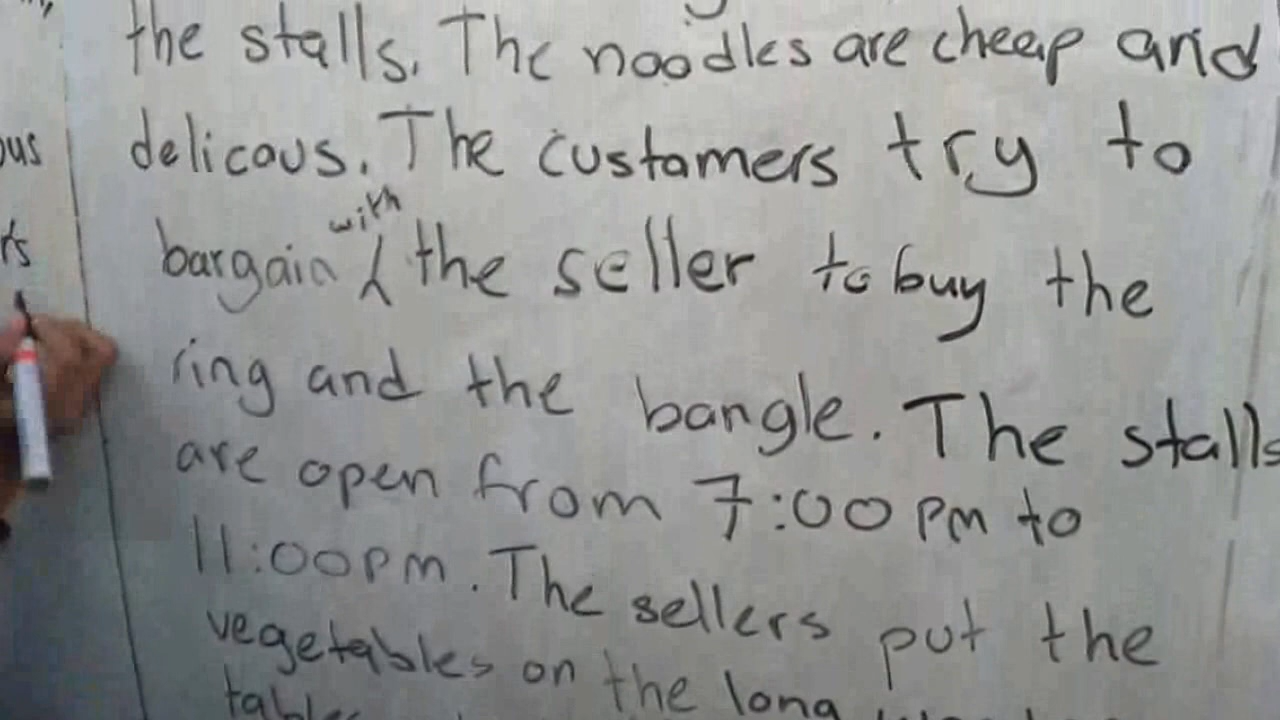 the stalls. The noodles are cheap and
delicous. The customers try to
bargain with the seller to buy the
ring and the bangle. The stalls
are open from 7:00 pm to
11:00pm. The sellers put the
vegetables on the long